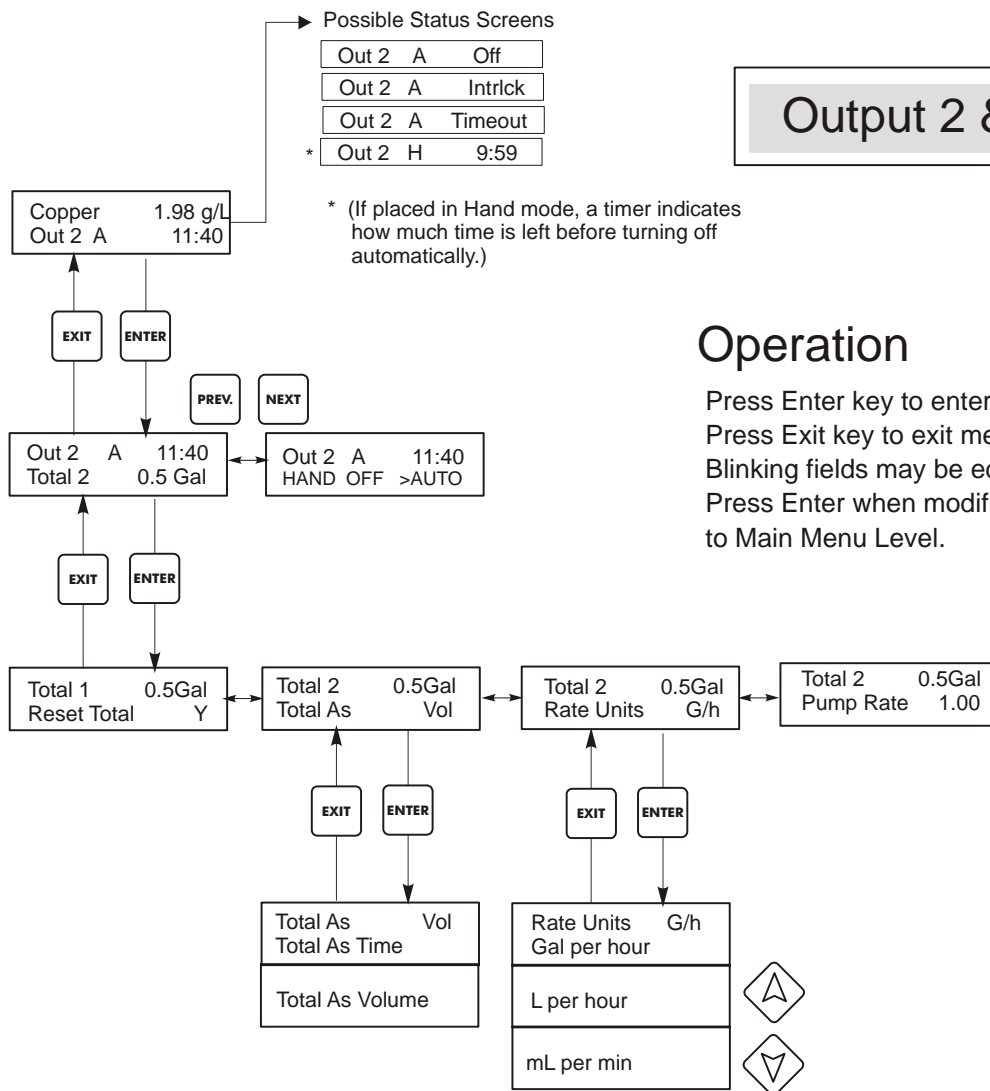 Possible Status Screens
Out 2 A Off
Out 2 A Intrlck
Out 2 A Timeout
* Out 2 H 9:59
Output 2 &
* (If placed in Hand mode, a timer indicates
how much time is left before turning off
automatically.)
Copper 1.98 g/L
Out 2 A 11:40
EXIT ENTER
PREV. NEXT
Operation
Press Enter key to enter
Press Exit key to exit me
Blinking fields may be ed
Press Enter when modif
to Main Menu Level.
Out 2 A 11:40
Total 2 0.5 Gal
Out 2 A 11:40
HAND OFF >AUTO
EXIT ENTER
Total 1 0.5Gal
Reset Total Y
Total 2 0.5Gal
Total As Vol
Total 2 0.5Gal
Rate Units G/h
Total 2 0.5Gal
Pump Rate 1.00
EXIT ENTER
EXIT ENTER
Total As Vol
Total As Time
Total As Volume
Rate Units G/h
Gal per hour
L per hour
mL per min